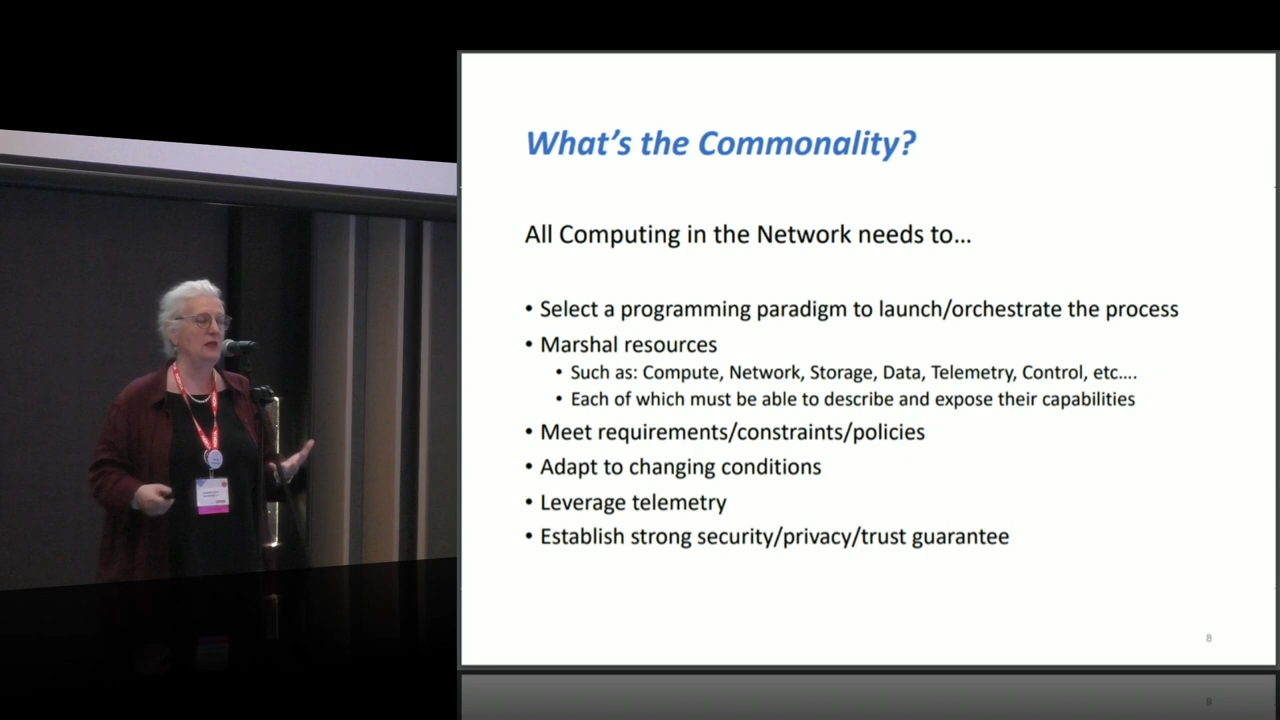 What's the Commonality?
All Computing in the Network needs to…
• Select a programming paradigm to launch/orchestrate the process
• Marshal resources
• Such as: Compute, Network, Storage, Data, Telemetry, Control, etc….
• Each of which must be able to describe and expose their capabilities
• Meet requirements/constraints/policies
• Adapt to changing conditions
• Leverage telemetry
• Establish strong security/privacy/trust guarantee
8